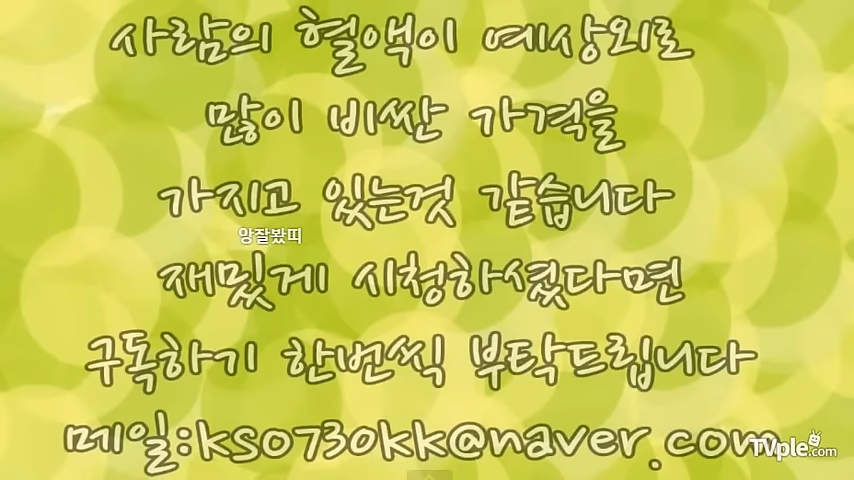 사람의 혈액이 예상외로
많이 비싼 가격을
가지고 있는것 같습니다
앙잘봤띠
재밌게 시청하셨다면
구독하기 한번씩 부탁드립니다
메일:kso730kk@naver.com
TVple.com